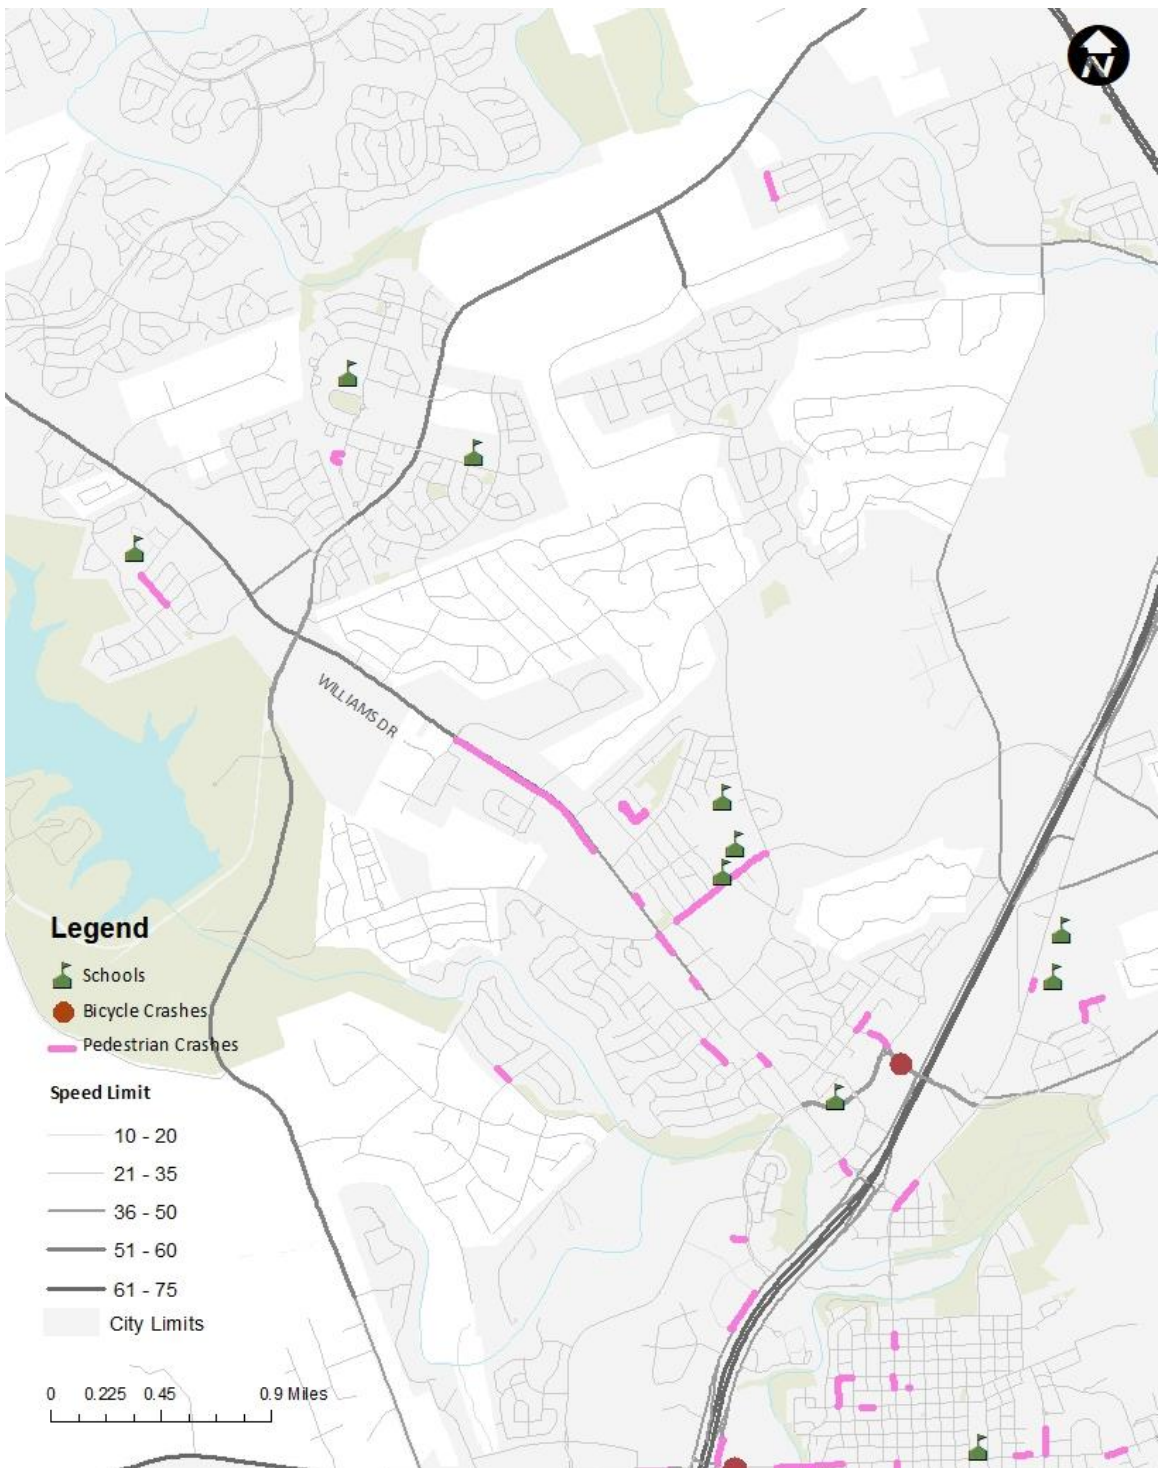 N
WILLIAMS DR
Legend
Schools
Bicycle Crashes
Pedestrian Crashes
Speed Limit
10 - 20
21 - 35
36 - 50
51 - 60
61 - 75
City Limits
0 0.225 0.45 0.9 Miles